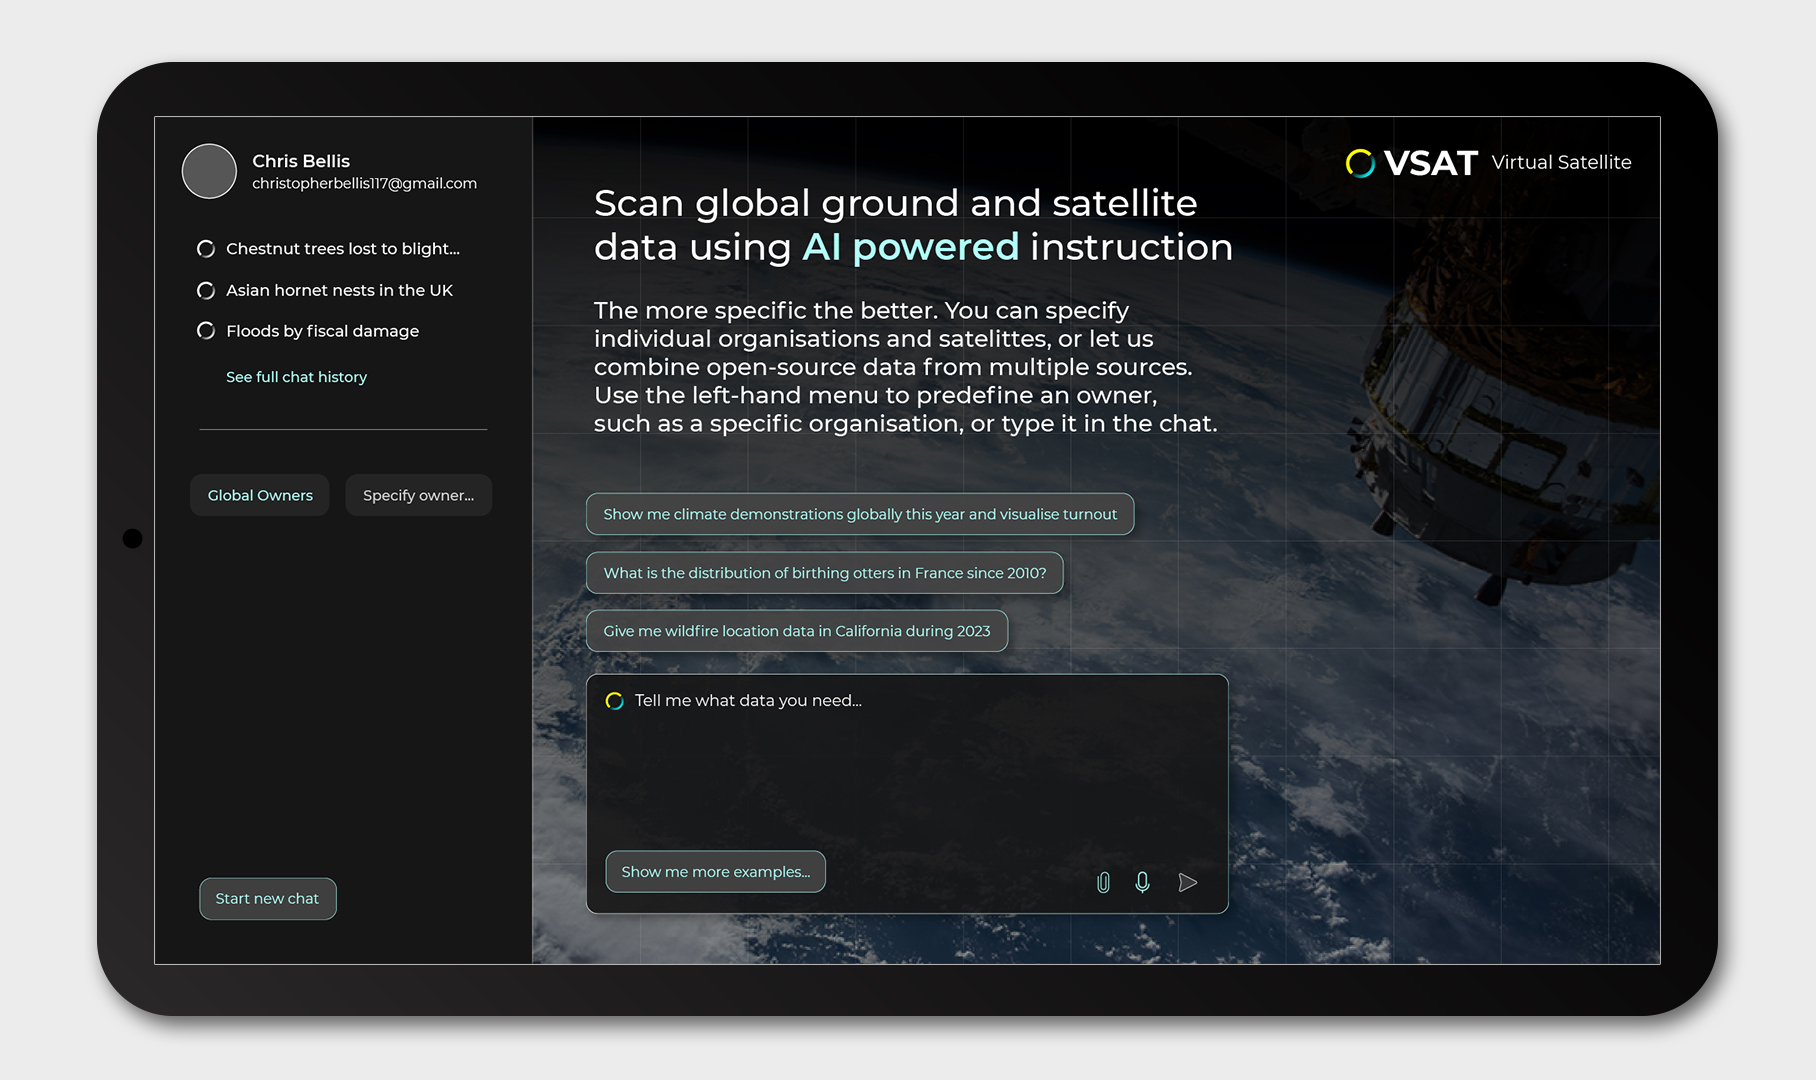 Chris Bellis
christopherbellis117@gmail.com
Chestnut trees lost to blight...
Asian hornet nests in the UK
Floods by fiscal damage
See full chat history
Global Owners
Specify owner...
Start new chat
VSAT Virtual Satellite
Scan global ground and satellite
data using AI powered instruction
The more specific the better. You can specify
individual organisations and satelittes, or let us
combine open-source data from multiple sources.
Use the left-hand menu to predefine an owner,
such as a specific organisation, or type it in the chat.
Show me climate demonstrations globally this year and visualise turnout
What is the distribution of birthing otters in France since 2010?
Give me wildfire location data in California during 2023
Tell me what data you need...
Show me more examples...